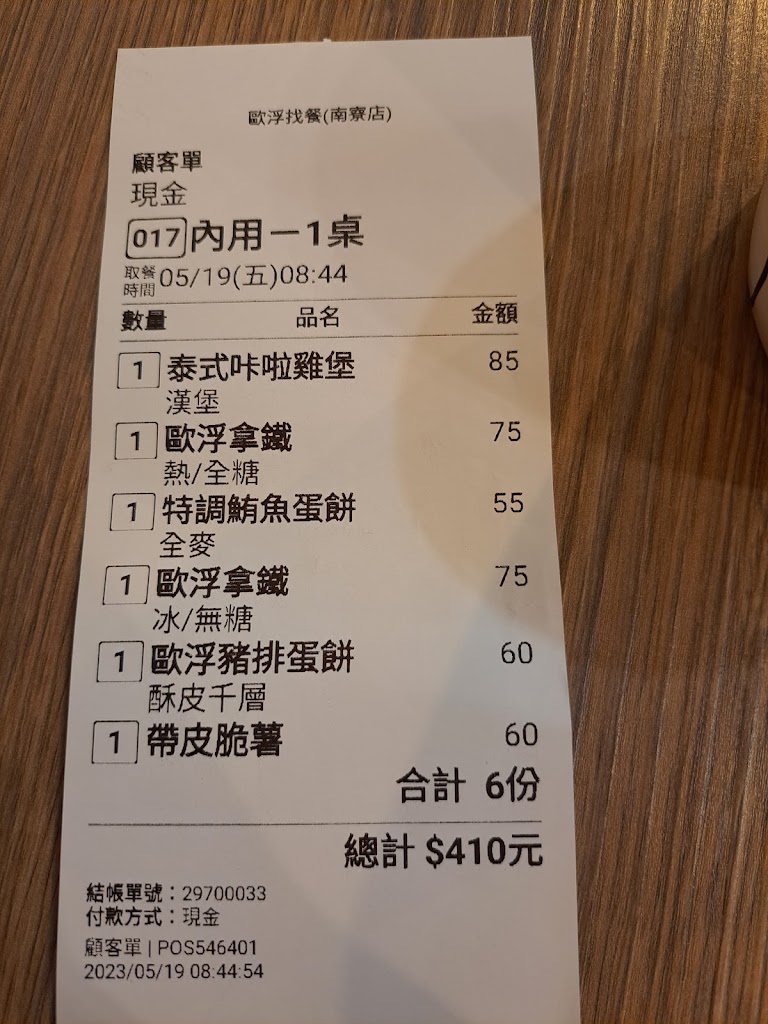 歐浮找餐(南寮店)
顧客單
現金
017 內用－1桌
取餐時間 05/19(五)08:44
數量 品名 金額
1 泰式咔啦雞堡 85
漢堡
1 歐浮拿鐵 75
熱/全糖
1 特調鮪魚蛋餅 55
全麥
1 歐浮拿鐵 75
冰/無糖
1 歐浮豬排蛋餅 60
酥皮千層
1 帶皮脆薯 60
合計 6份
總計 $410元
結帳單號：29700033
付款方式：現金
顧客單 | POS546401
2023/05/19 08:44:54